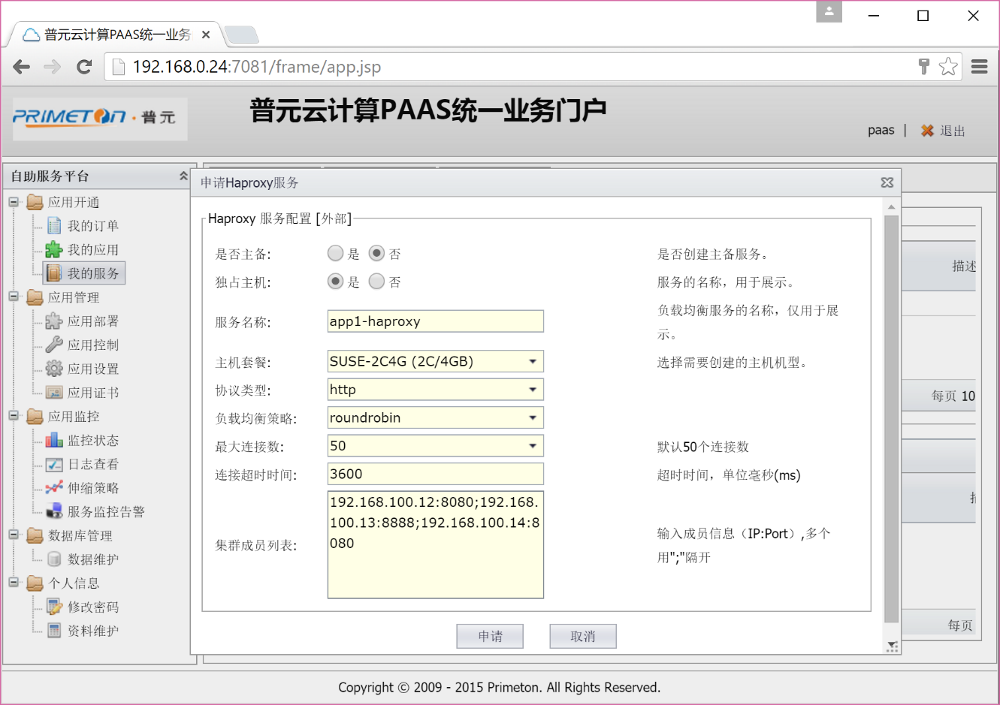 普元云计算PAAS统一业务
192.168.0.24:7081/frame/app.jsp
PRIMETON·普元
普元云计算PAAS统一业务门户
paas | 退出
自助服务平台
应用开通
我的订单
我的应用
我的服务
应用管理
应用部署
应用控制
应用设置
应用证书
应用监控
监控状态
日志查看
伸缩策略
服务监控告警
数据库管理
数据维护
个人信息
修改密码
资料维护
申请Haproxy服务
Haproxy 服务配置 [外部]
是否主备: 是 否 是否创建主备服务。
独占主机: 是 否 服务的名称，用于展示。
服务名称: app1-haproxy 负载均衡服务的名称，仅用于展
示。
主机套餐: SUSE-2C4G (2C/4GB) 选择需要创建的主机机型。
协议类型: http
负载均衡策略: roundrobin
最大连接数: 50 默认50个连接数
连接超时时间: 3600 超时时间，单位毫秒(ms)
集群成员列表:
192.168.100.12:8080;192.168.
100.13:8888;192.168.100.14:8
080
输入成员信息（IP:Port）,多个
用";"隔开
申请 取消
描述
每页 10
每页
Copyright © 2009 - 2015 Primeton. All Rights Reserved.